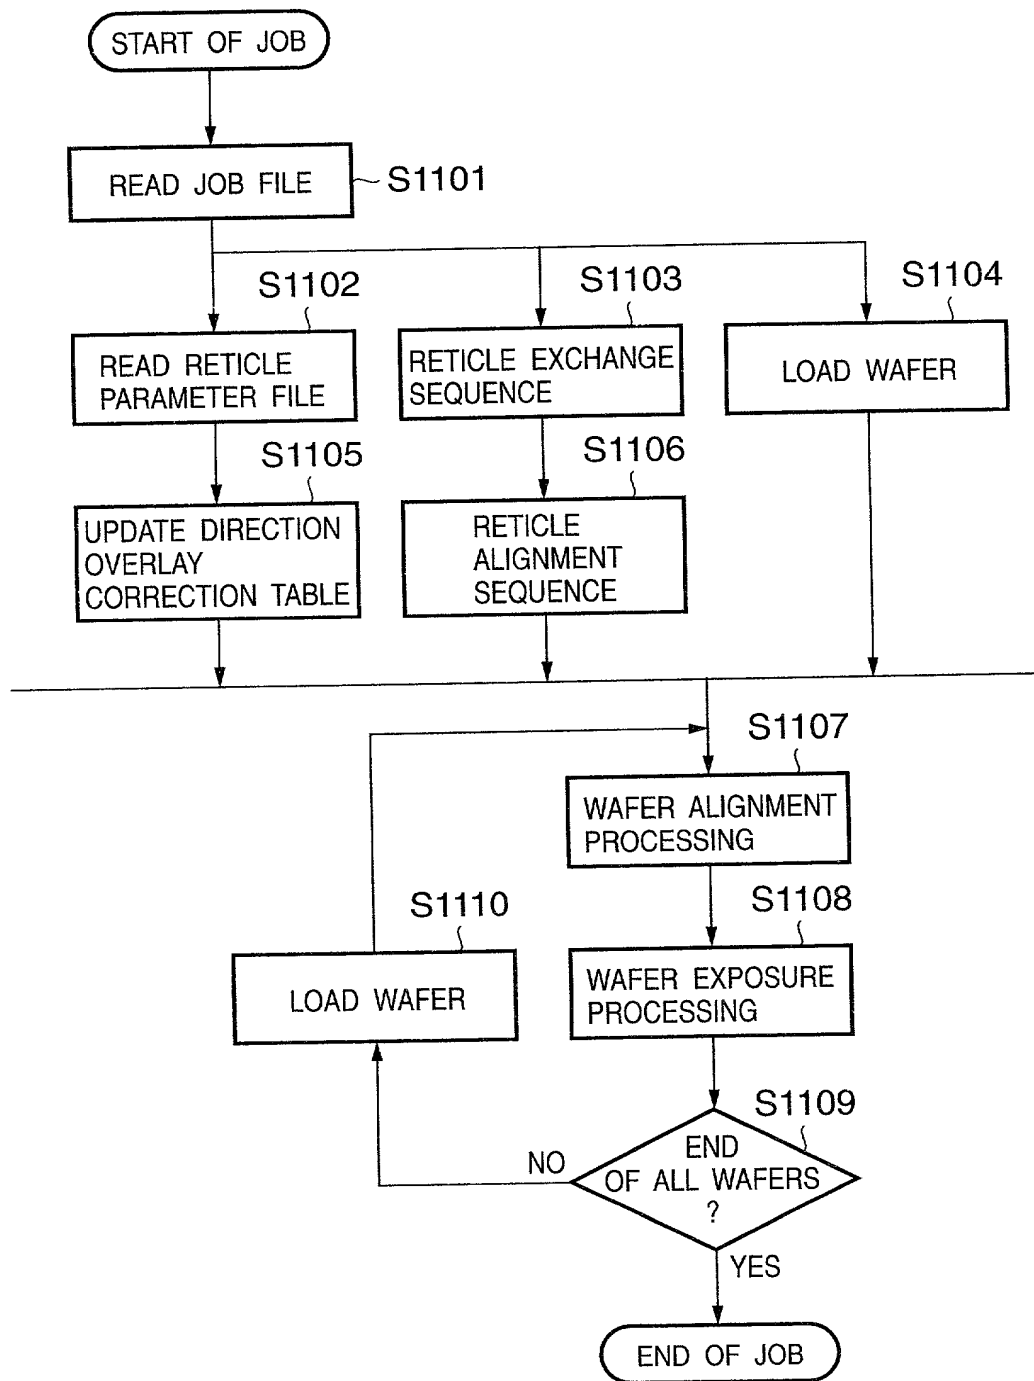 START OF JOB
READ JOB FILE
S1101
S1102
S1103
S1104
READ RETICLE
PARAMETER FILE
RETICLE EXCHANGE
SEQUENCE
LOAD WAFER
S1105
S1106
UPDATE DIRECTION
OVERLAY
CORRECTION TABLE
RETICLE
ALIGNMENT
SEQUENCE
S1107
WAFER ALIGNMENT
PROCESSING
S1110
S1108
LOAD WAFER
WAFER EXPOSURE
PROCESSING
S1109
NO
END
OF ALL WAFERS
?
YES
END OF JOB